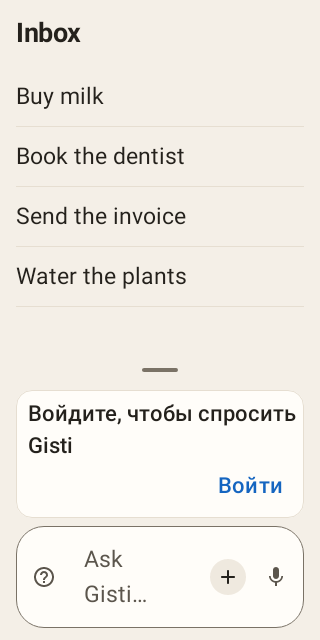 Inbox
Buy milk
Book the dentist
Send the invoice
Water the plants
Войдите, чтобы спросить
Gisti
Войти
Ask
Gisti…